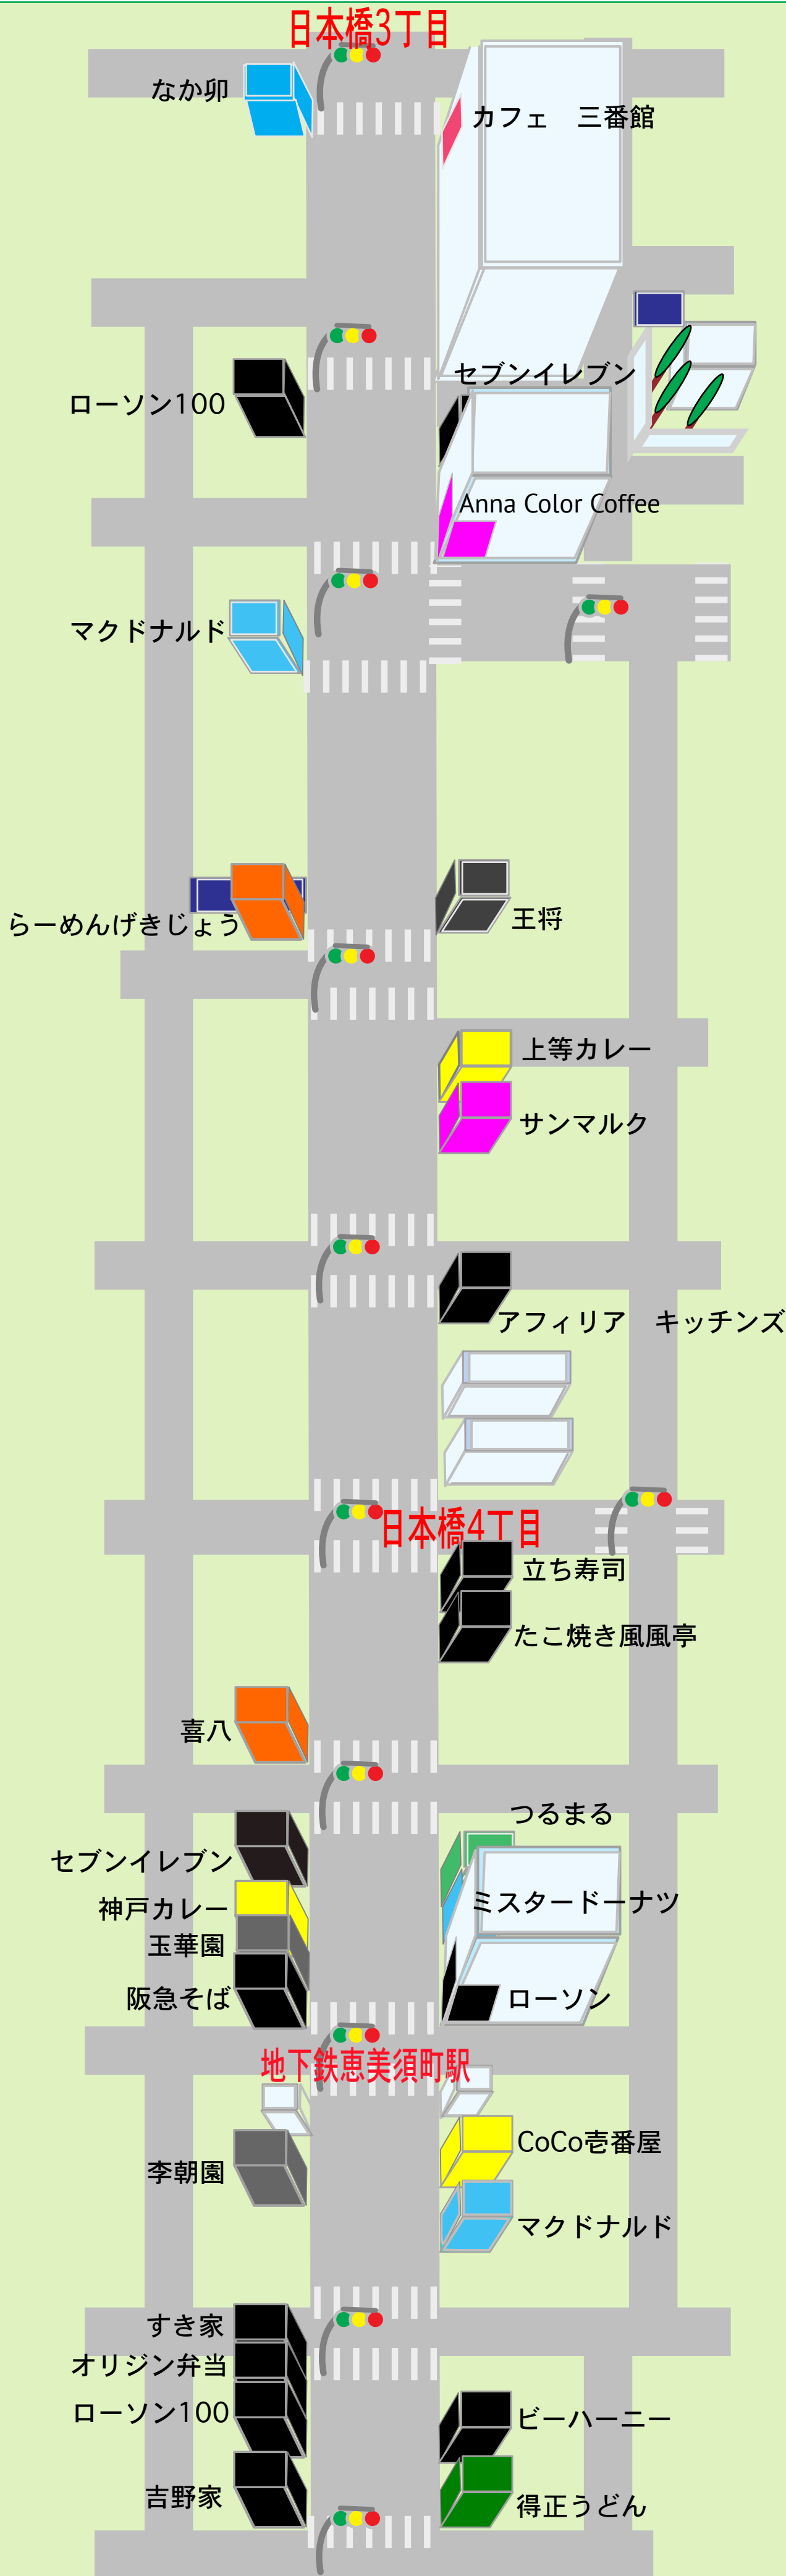 日本橋3丁目
なか卯
カフェ　三番館
セブンイレブン
ローソン100
Anna Color Coffee
マクドナルド
らーめんげきじょう
王将
上等カレー
サンマルク
アフィリア　キッチンズ
日本橋4丁目
立ち寿司
たこ焼き風風亭
喜八
つるまる
セブンイレブン
ミスタードーナツ
神戸カレー
玉華園
阪急そば
ローソン
地下鉄恵美須町駅
CoCo壱番屋
李朝園
マクドナルド
すき家
オリジン弁当
ローソン100
ビーハーニー
吉野家
得正うどん